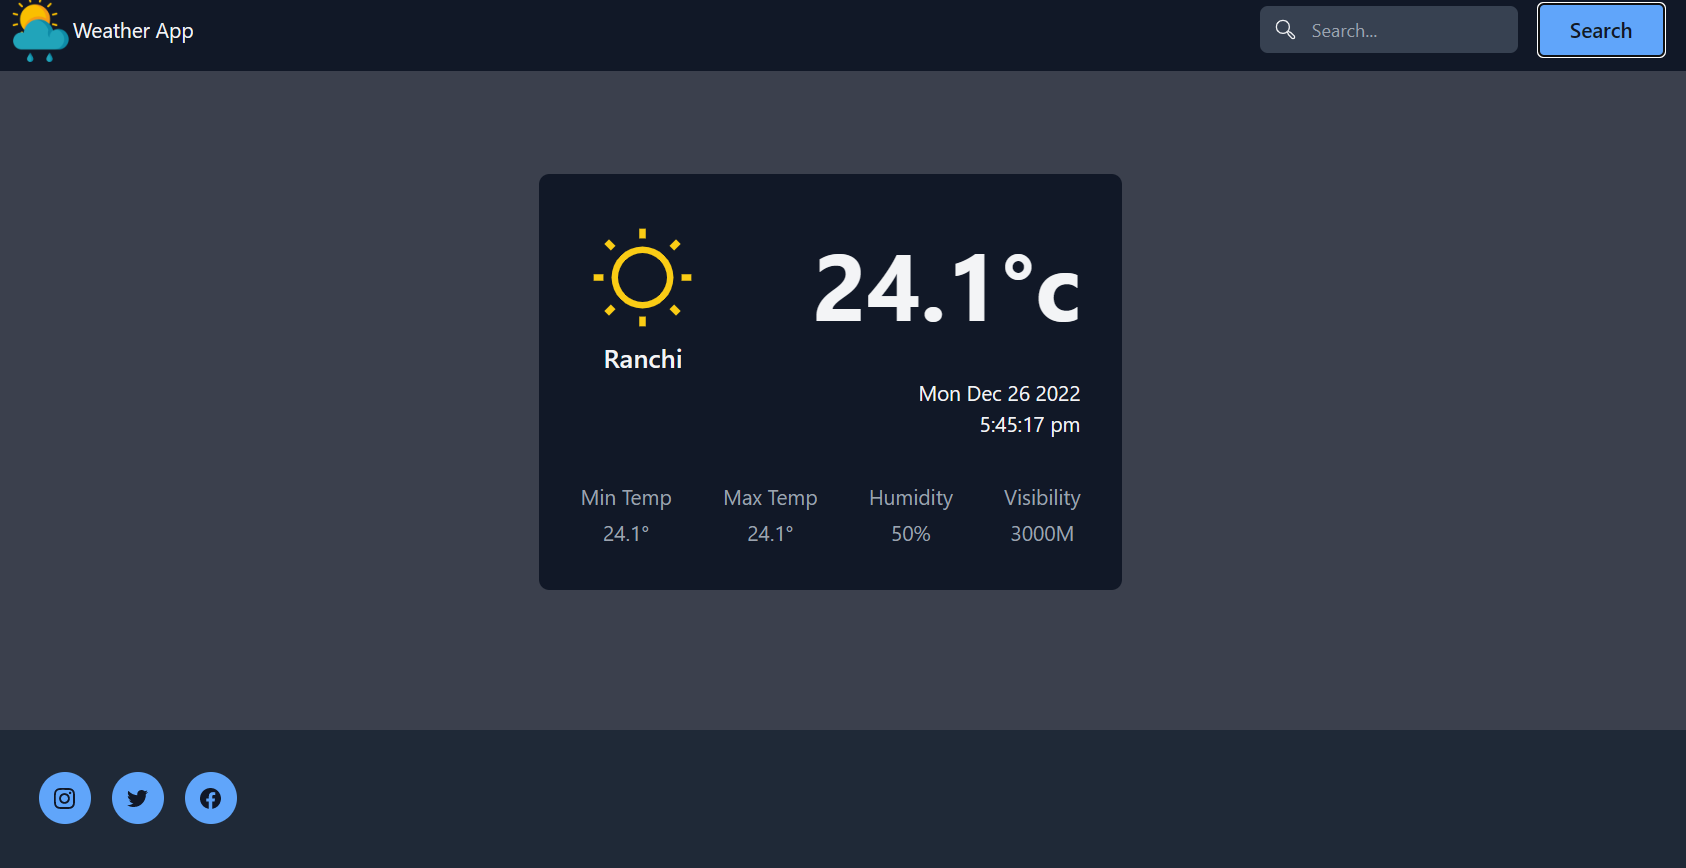 Weather App
Search...
Search
24.1°c
Ranchi
Mon Dec 26 2022
5:45:17 pm
Min Temp Max Temp Humidity Visibility
24.1° 24.1° 50% 3000M